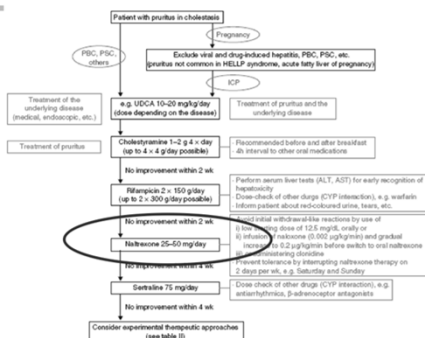 Patient with pruritus in cholestasis
PBC, PSC,
others
Pregnancy
Exclude viral and drug-induced hepatitis, PBC, PSC, etc.
(pruritus not common in HELLP syndrome, acute fatty liver of pregnancy)
ICP
Treatment of
the underlying disease
(medical, endoscopic, etc.)
e.g. UDCA 10–20 mg/kg/day
(dose depending on the disease)
Treatment of pruritus and the
underlying disease
Treatment of pruritus
Cholestyramine 1–2 g 4 × day
(up to 4 × 4 g/day possible)
- Recommended before and after breakfast
- 4h interval to other oral medications
No improvement within 2 wk
Rifampicin 2 × 150 g/day
(up to 2 × 300 g/day possible)
- Perform serum liver tests (ALT, AST) for early recognition of
hepatotoxicity
- Dose-check of other durgs (CYP interaction), e.g. warfarin
- Inform patient about red-coloured urine, tears, etc.
No improvement within 2 wk
Naltrexone 25–50 mg/day
Avoid initial withdrawal-like reactions by use of
i) low starting dose of 12.5 mg/dL orally or
ii) infusion of naloxone (0.002 µg/kg/min) and gradual
increase to 0.2 µg/kg/min before switch to oral naltrexone
administering clonidine
Prevent tolerance by interrupting naltrexone therapy on
2 days per wk, e.g. Saturday and Sunday
No improvement within 4 wk
Sertraline 75 mg/day
- Dose check of other drugs (CYP interaction), e.g.
antiarrhythmics, β-adrenoceptor antagonists
No improvement within 4 wk
Consider experimental therapeutic approaches
(see table II)